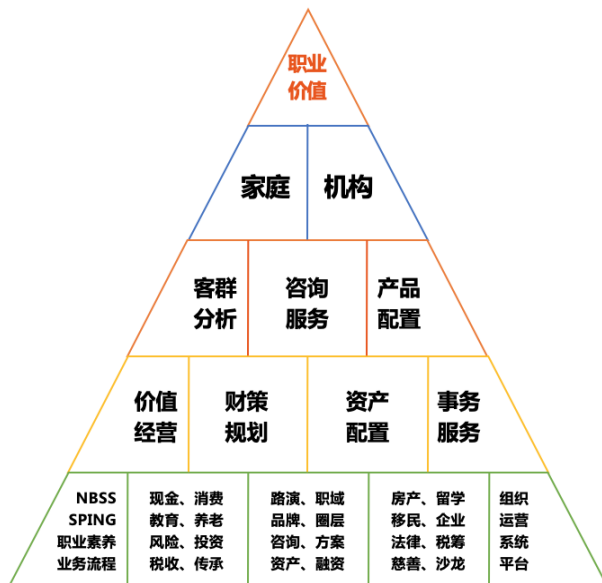 职业
价值
家庭 机构
客群 咨询 产品
分析 服务 配置
价值 财策 资产 事务
经营 规划 配置 服务
NBSS 现金、消费 路演、职域 房产、留学 组织
SPING 教育、养老 品牌、圈层 移民、企业 运营
职业素养 风险、投资 咨询、方案 法律、税筹 系统
业务流程 税收、传承 资产、融资 慈善、沙龙 平台